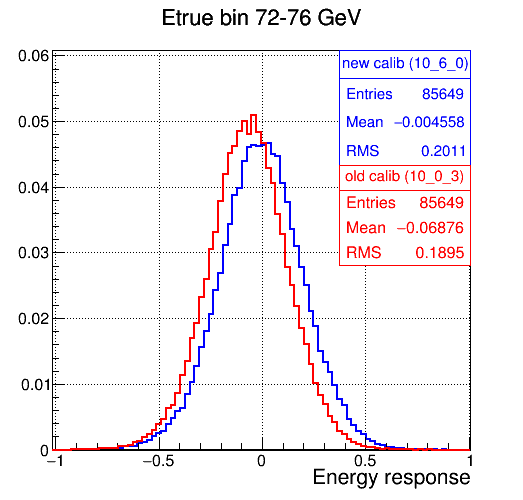 Etrue bin 72-76 GeV
0.06
new calib (10_6_0)
Entries 85649
Mean −0.004558
RMS 0.2011
old calib (10_0_3)
Entries 85649
Mean −0.06876
RMS 0.1895
0.05
0.04
0.03
0.02
0.01
0
−1 −0.5 0 0.5 1
Energy response